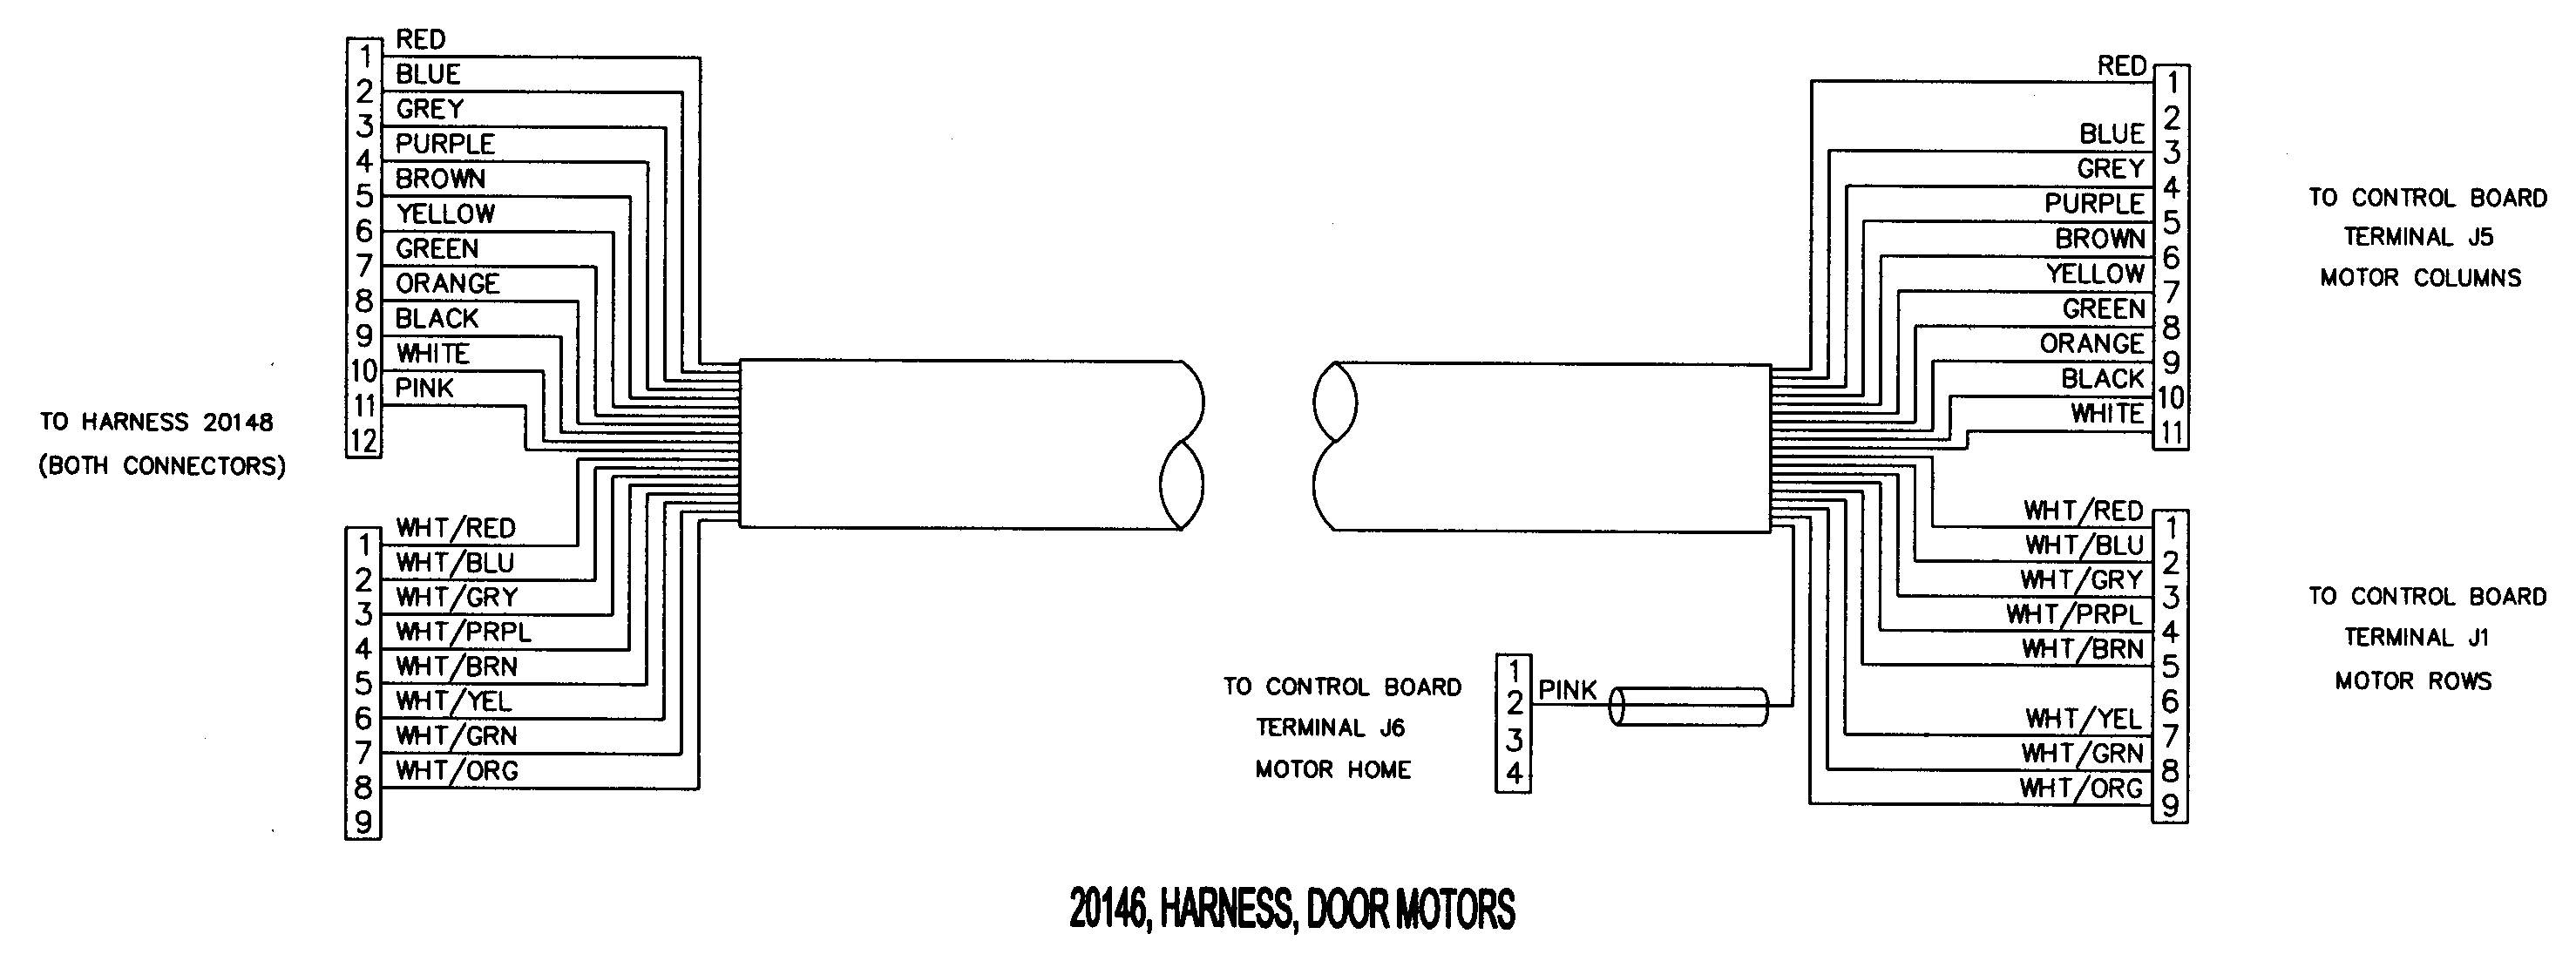 RED
1
BLUE
2
GREY
3
PURPLE
4
BROWN
5
YELLOW
6
GREEN
7
ORANGE
8
BLACK
9
WHITE
10
PINK
11
12
TO HARNESS 20148
(BOTH CONNECTORS)
WHT/RED
1
WHT/BLU
2
WHT/GRY
3
WHT/PRPL
4
WHT/BRN
5
WHT/YEL
6
WHT/GRN
7
WHT/ORG
8
9
RED
1
2
BLUE
3
GREY
4
PURPLE
5
BROWN
6
YELLOW
7
GREEN
8
ORANGE
9
BLACK
10
WHITE
11
TO CONTROL BOARD
TERMINAL J5
MOTOR COLUMNS
WHT/RED
1
WHT/BLU
2
WHT/GRY
3
WHT/PRPL
4
WHT/BRN
5
6
WHT/YEL
7
WHT/GRN
8
WHT/ORG
9
TO CONTROL BOARD
TERMINAL J1
MOTOR ROWS
1
2 PINK
3
4
TO CONTROL BOARD
TERMINAL J6
MOTOR HOME
20146, HARNESS, DOOR MOTORS